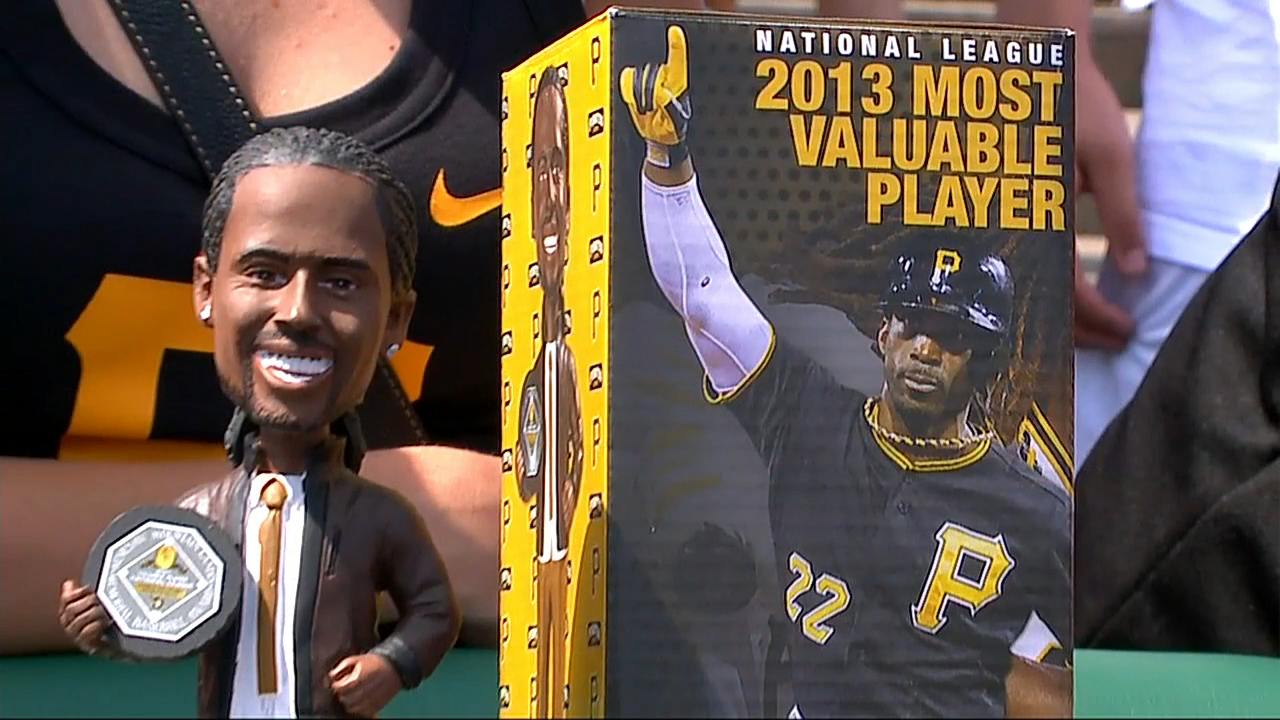 NATIONAL LEAGUE
2013 MOST
VALUABLE
PLAYER
P
22
P